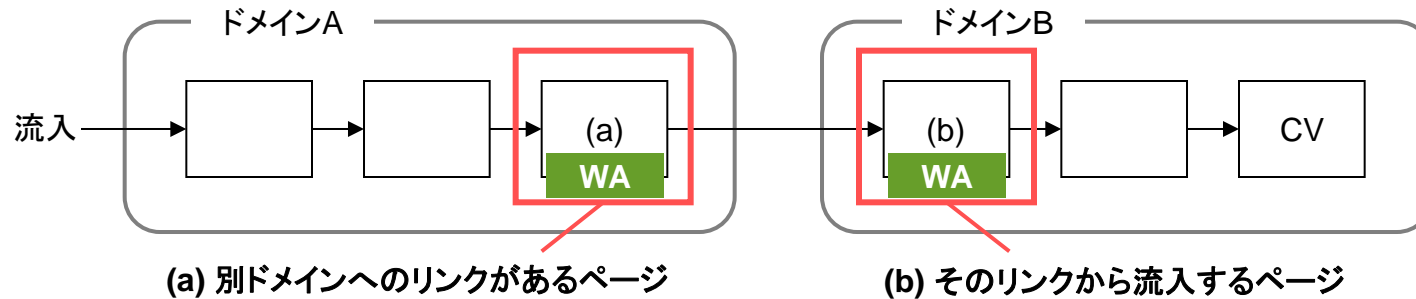 ドメインA
ドメインB
流入
(a)
WA
(b)
WA
CV
(a) 別ドメインへのリンクがあるページ
(b) そのリンクから流入するページ